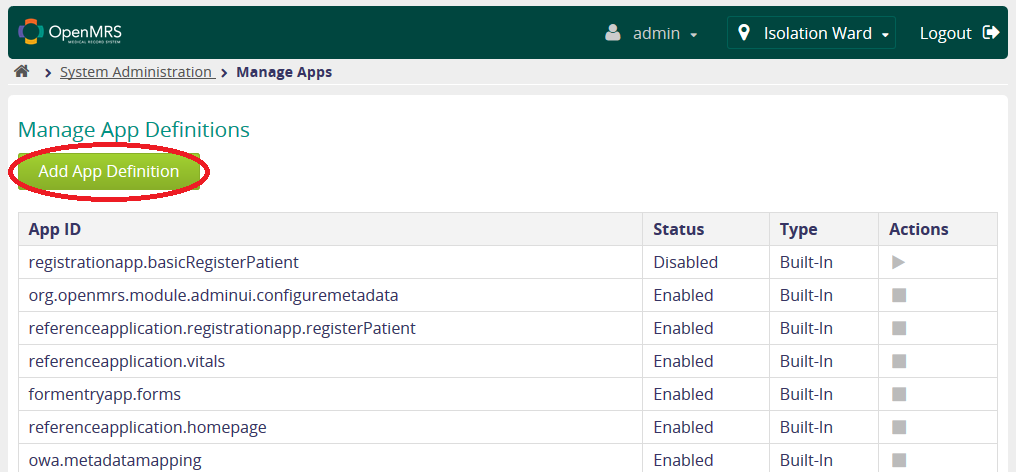 OpenMRS
MEDICAL RECORD SYSTEM
admin
Isolation Ward
Logout
System Administration
Manage Apps
Manage App Definitions
Add App Definition
App ID Status Type Actions
registrationapp.basicRegisterPatient Disabled Built-In
org.openmrs.module.adminui.configuremetadata Enabled Built-In
referenceapplication.registrationapp.registerPatient Enabled Built-In
referenceapplication.vitals Enabled Built-In
formentryapp.forms Enabled Built-In
referenceapplication.homepage Enabled Built-In
owa.metadatamapping Enabled Built-In